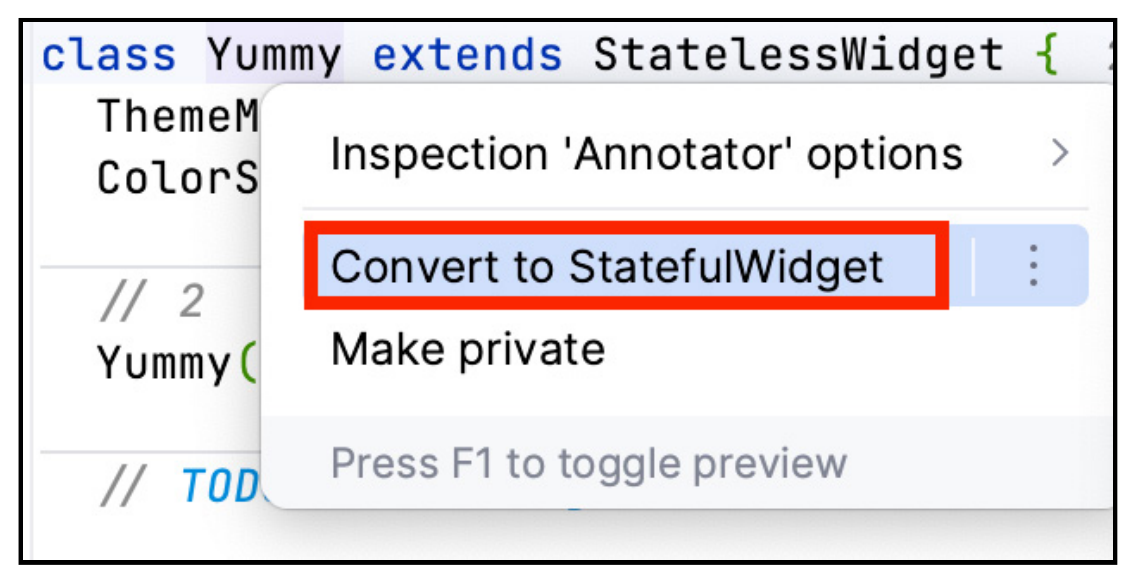 class Yummy extends StatelessWidget {
ThemeM
ColorS
Inspection 'Annotator' options
Convert to StatefulWidget
// 2
Yummy(
Make private
Press F1 to toggle preview
// TOD